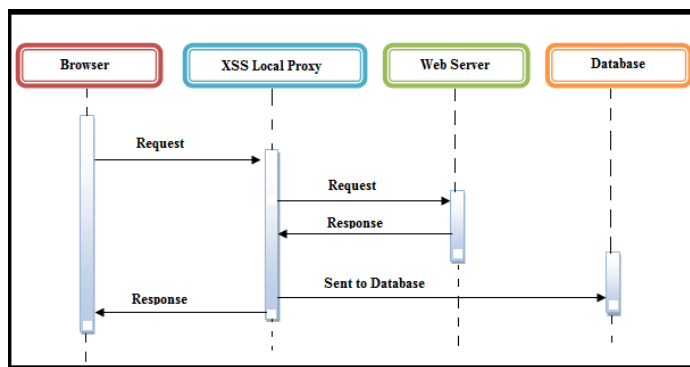 Browser
XSS Local Proxy
Web Server
Database
Request
Request
Response
Sent to Database
Response